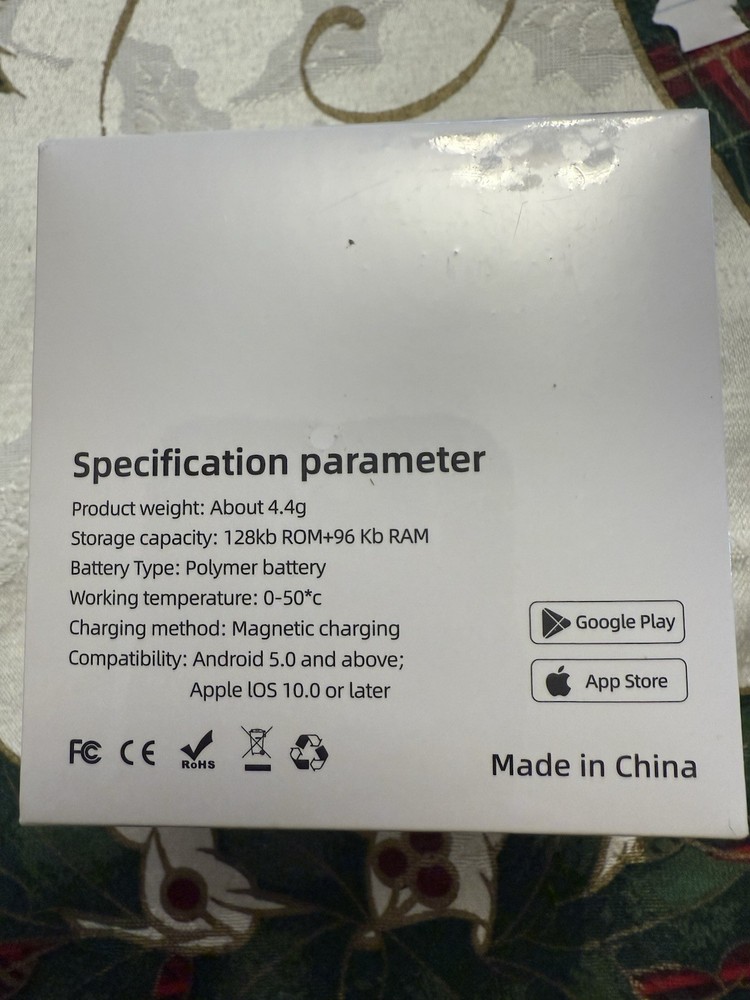 Specification parameter
Product weight: About 4.4g
Storage capacity: 128kb ROM+96 Kb RAM
Battery Type: Polymer battery
Working temperature: 0-50*c
Charging method: Magnetic charging
Compatibility: Android 5.0 and above;
Apple lOS 10.0 or later
Google Play
App Store
FC CE RoHS
Made in China